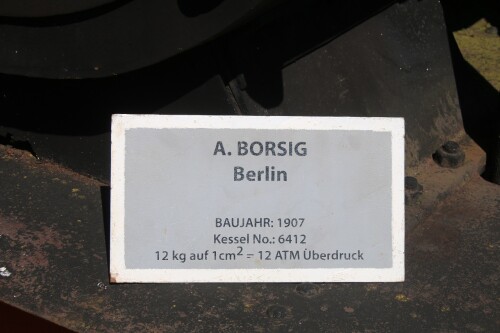 A. BORSIG
Berlin
BAUJAHR: 1907
Kessel No.: 6412
12 kg auf 1cm² = 12 ATM Überdruck